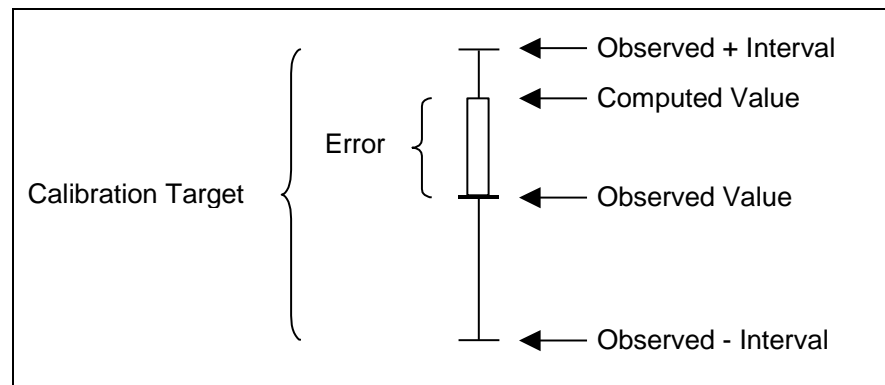 Observed + Interval
Computed Value
Error
Calibration Target
Observed Value
Observed - Interval